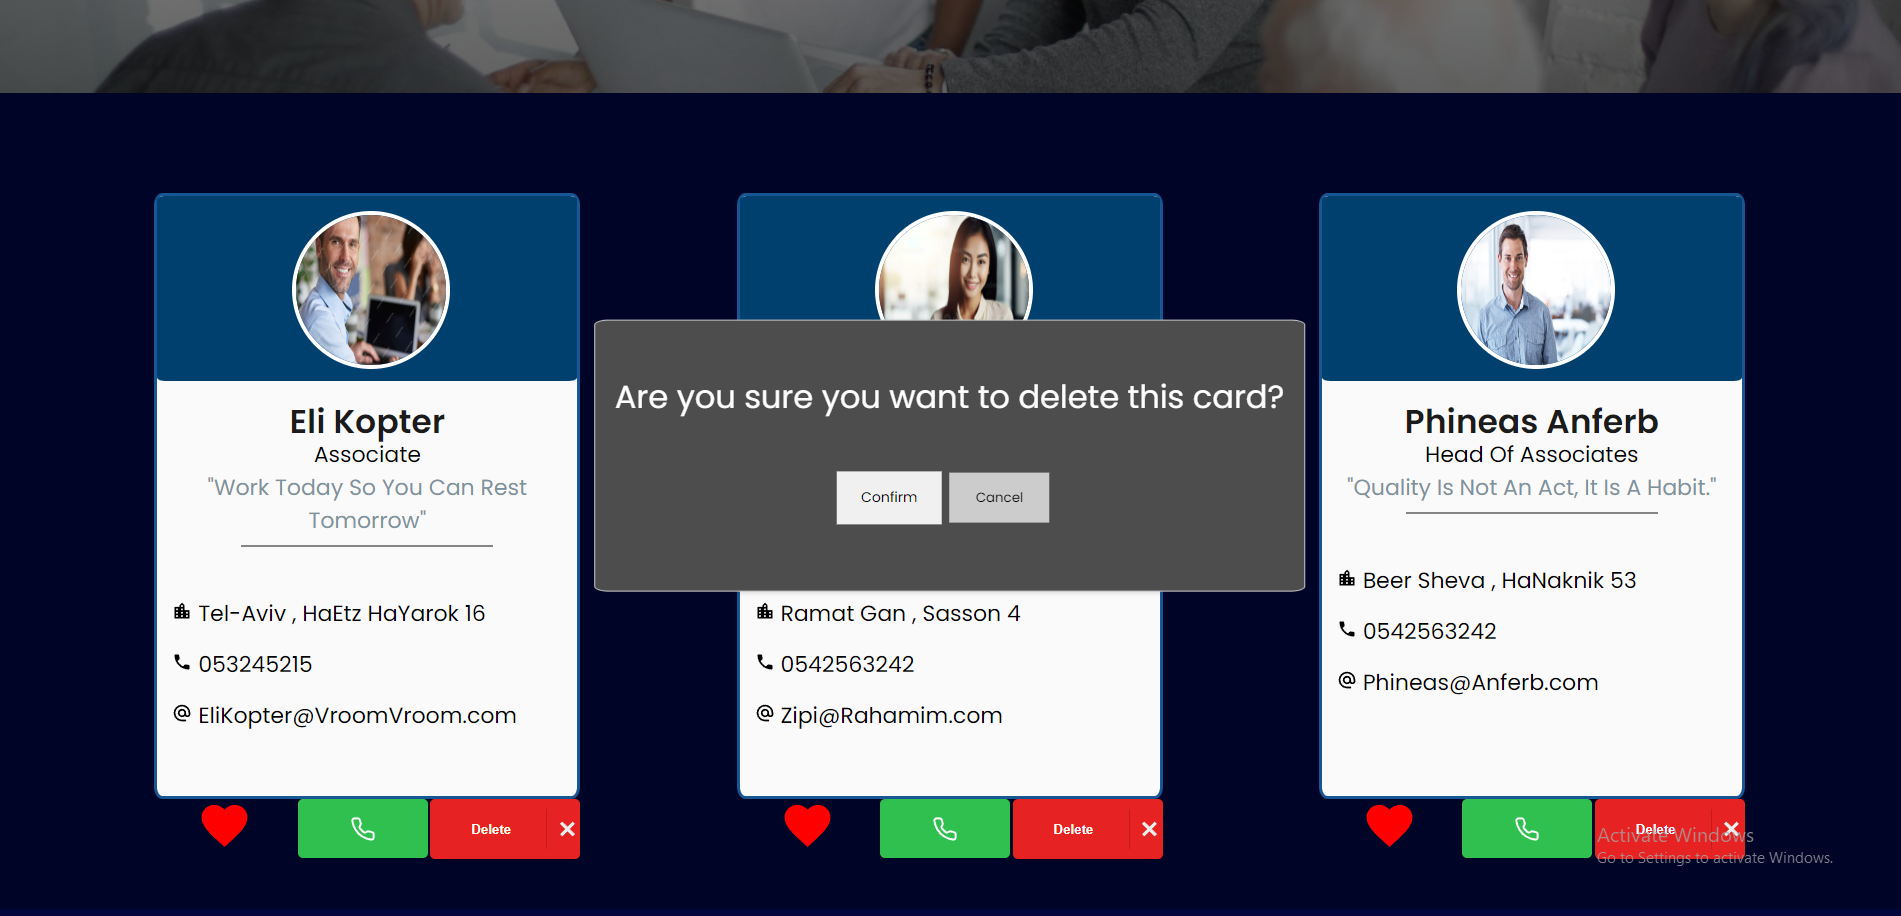 Eli Kopter
Associate
"Work Today So You Can Rest
Tomorrow"
Tel-Aviv , HaEtz HaYarok 16
053245215
EliKopter@VroomVroom.com
Delete
Are you sure you want to delete this card?
Confirm
Cancel
Ramat Gan , Sasson 4
0542563242
Zipi@Rahamim.com
Delete
Phineas Anferb
Head Of Associates
"Quality Is Not An Act, It Is A Habit."
Beer Sheva , HaNaknik 53
0542563242
Phineas@Anferb.com
Delete
Activate Windows
Go to Settings to activate Windows.